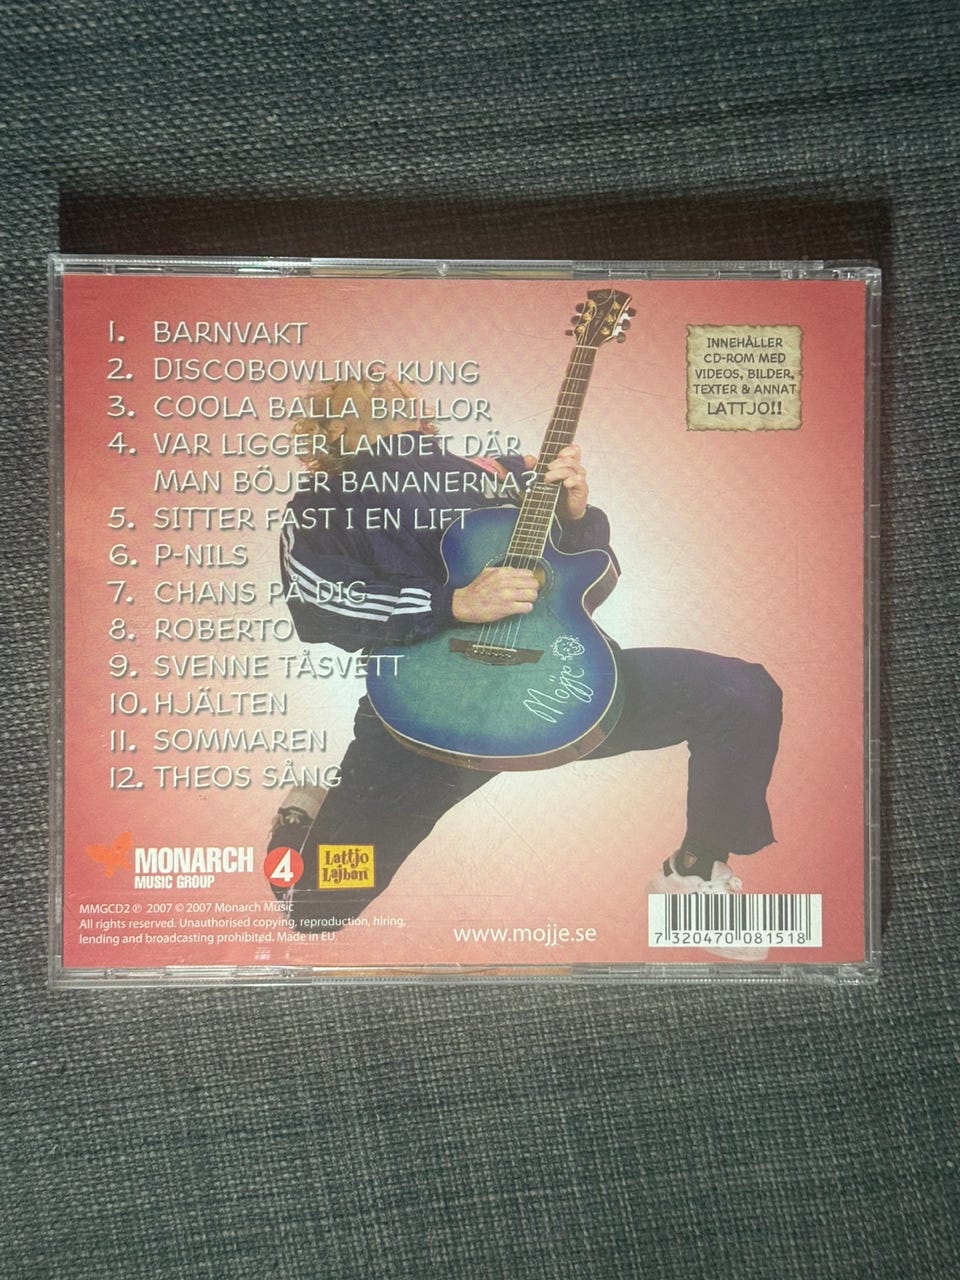 1. BARNVAKT
2. DISCOBOWLING KUNG
3. COOLA BALLA BRILLOR
4. VAR LIGGER LANDET DÄR
MAN BÖJER BANANERNA?
5. SITTER FAST I EN LIFT
6. P-NILS
7. CHANS PÅ DIG
8. ROBERTO
9. SVENNE TÅSVETT
10. HJÄLTEN
11. SOMMAREN
12. THEOS SÅNG
INNEHÅLLER
CD-ROM MED
VIDEOS, BILDER,
TEXTER & ANNAT
LATTJO!!
Mojje
MONARCH
MUSIC GROUP
4
Lattjo
Lajban
MMGCD2 ℗ 2007 © 2007 Monarch Music
All rights reserved. Unauthorised copying, reproduction, hiring,
lending and broadcasting prohibited. Made in EU.
www.mojje.se
7 320470 081518